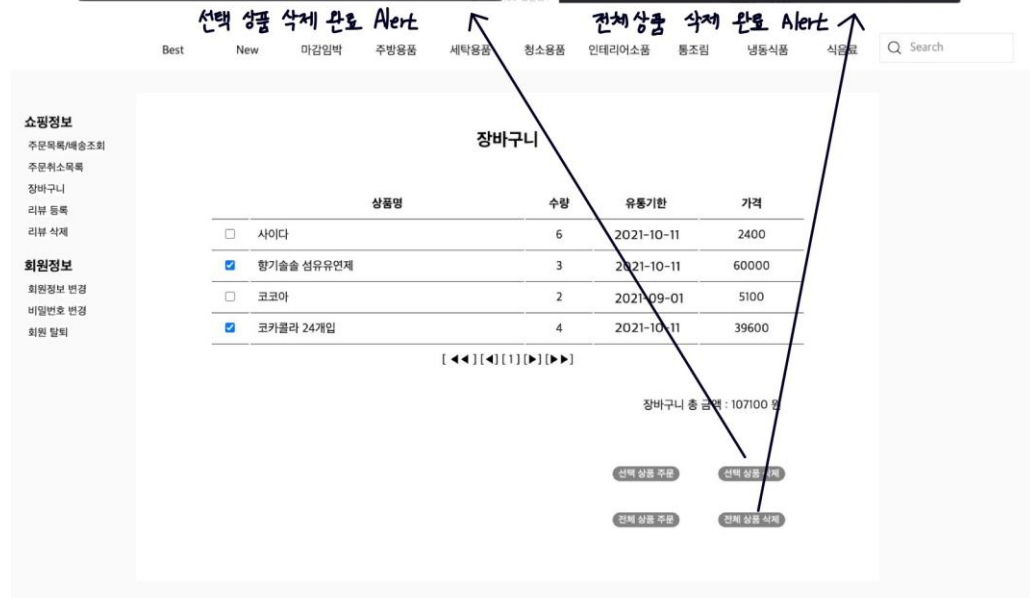 선택 상품 삭제 완료 Alert
전체상품 삭제 완료 Alert
Best New 마감임박 주방용품 세탁용품 청소용품 인테리어소품 통조림 냉동식품 식음료 Search
쇼핑정보
주문목록/배송조회
주문취소목록
장바구니
리뷰 등록
리뷰 삭제
회원정보
회원정보 변경
비밀번호 변경
회원 탈퇴
장바구니
상품명 수량 유통기한 가격
사이다 6 2021-10-11 2400
향기솔솔 섬유유연제 3 2021-10-11 60000
코코아 2 2021-09-01 5100
코카콜라 24개입 4 2021-10-11 39600
[ ◀◀ ] [◀] [ 1 ] [▶] [▶▶]
장바구니 총 금액 : 107100 원
선택 상품 주문 선택 상품 삭제
전체 상품 주문 전체 상품 삭제